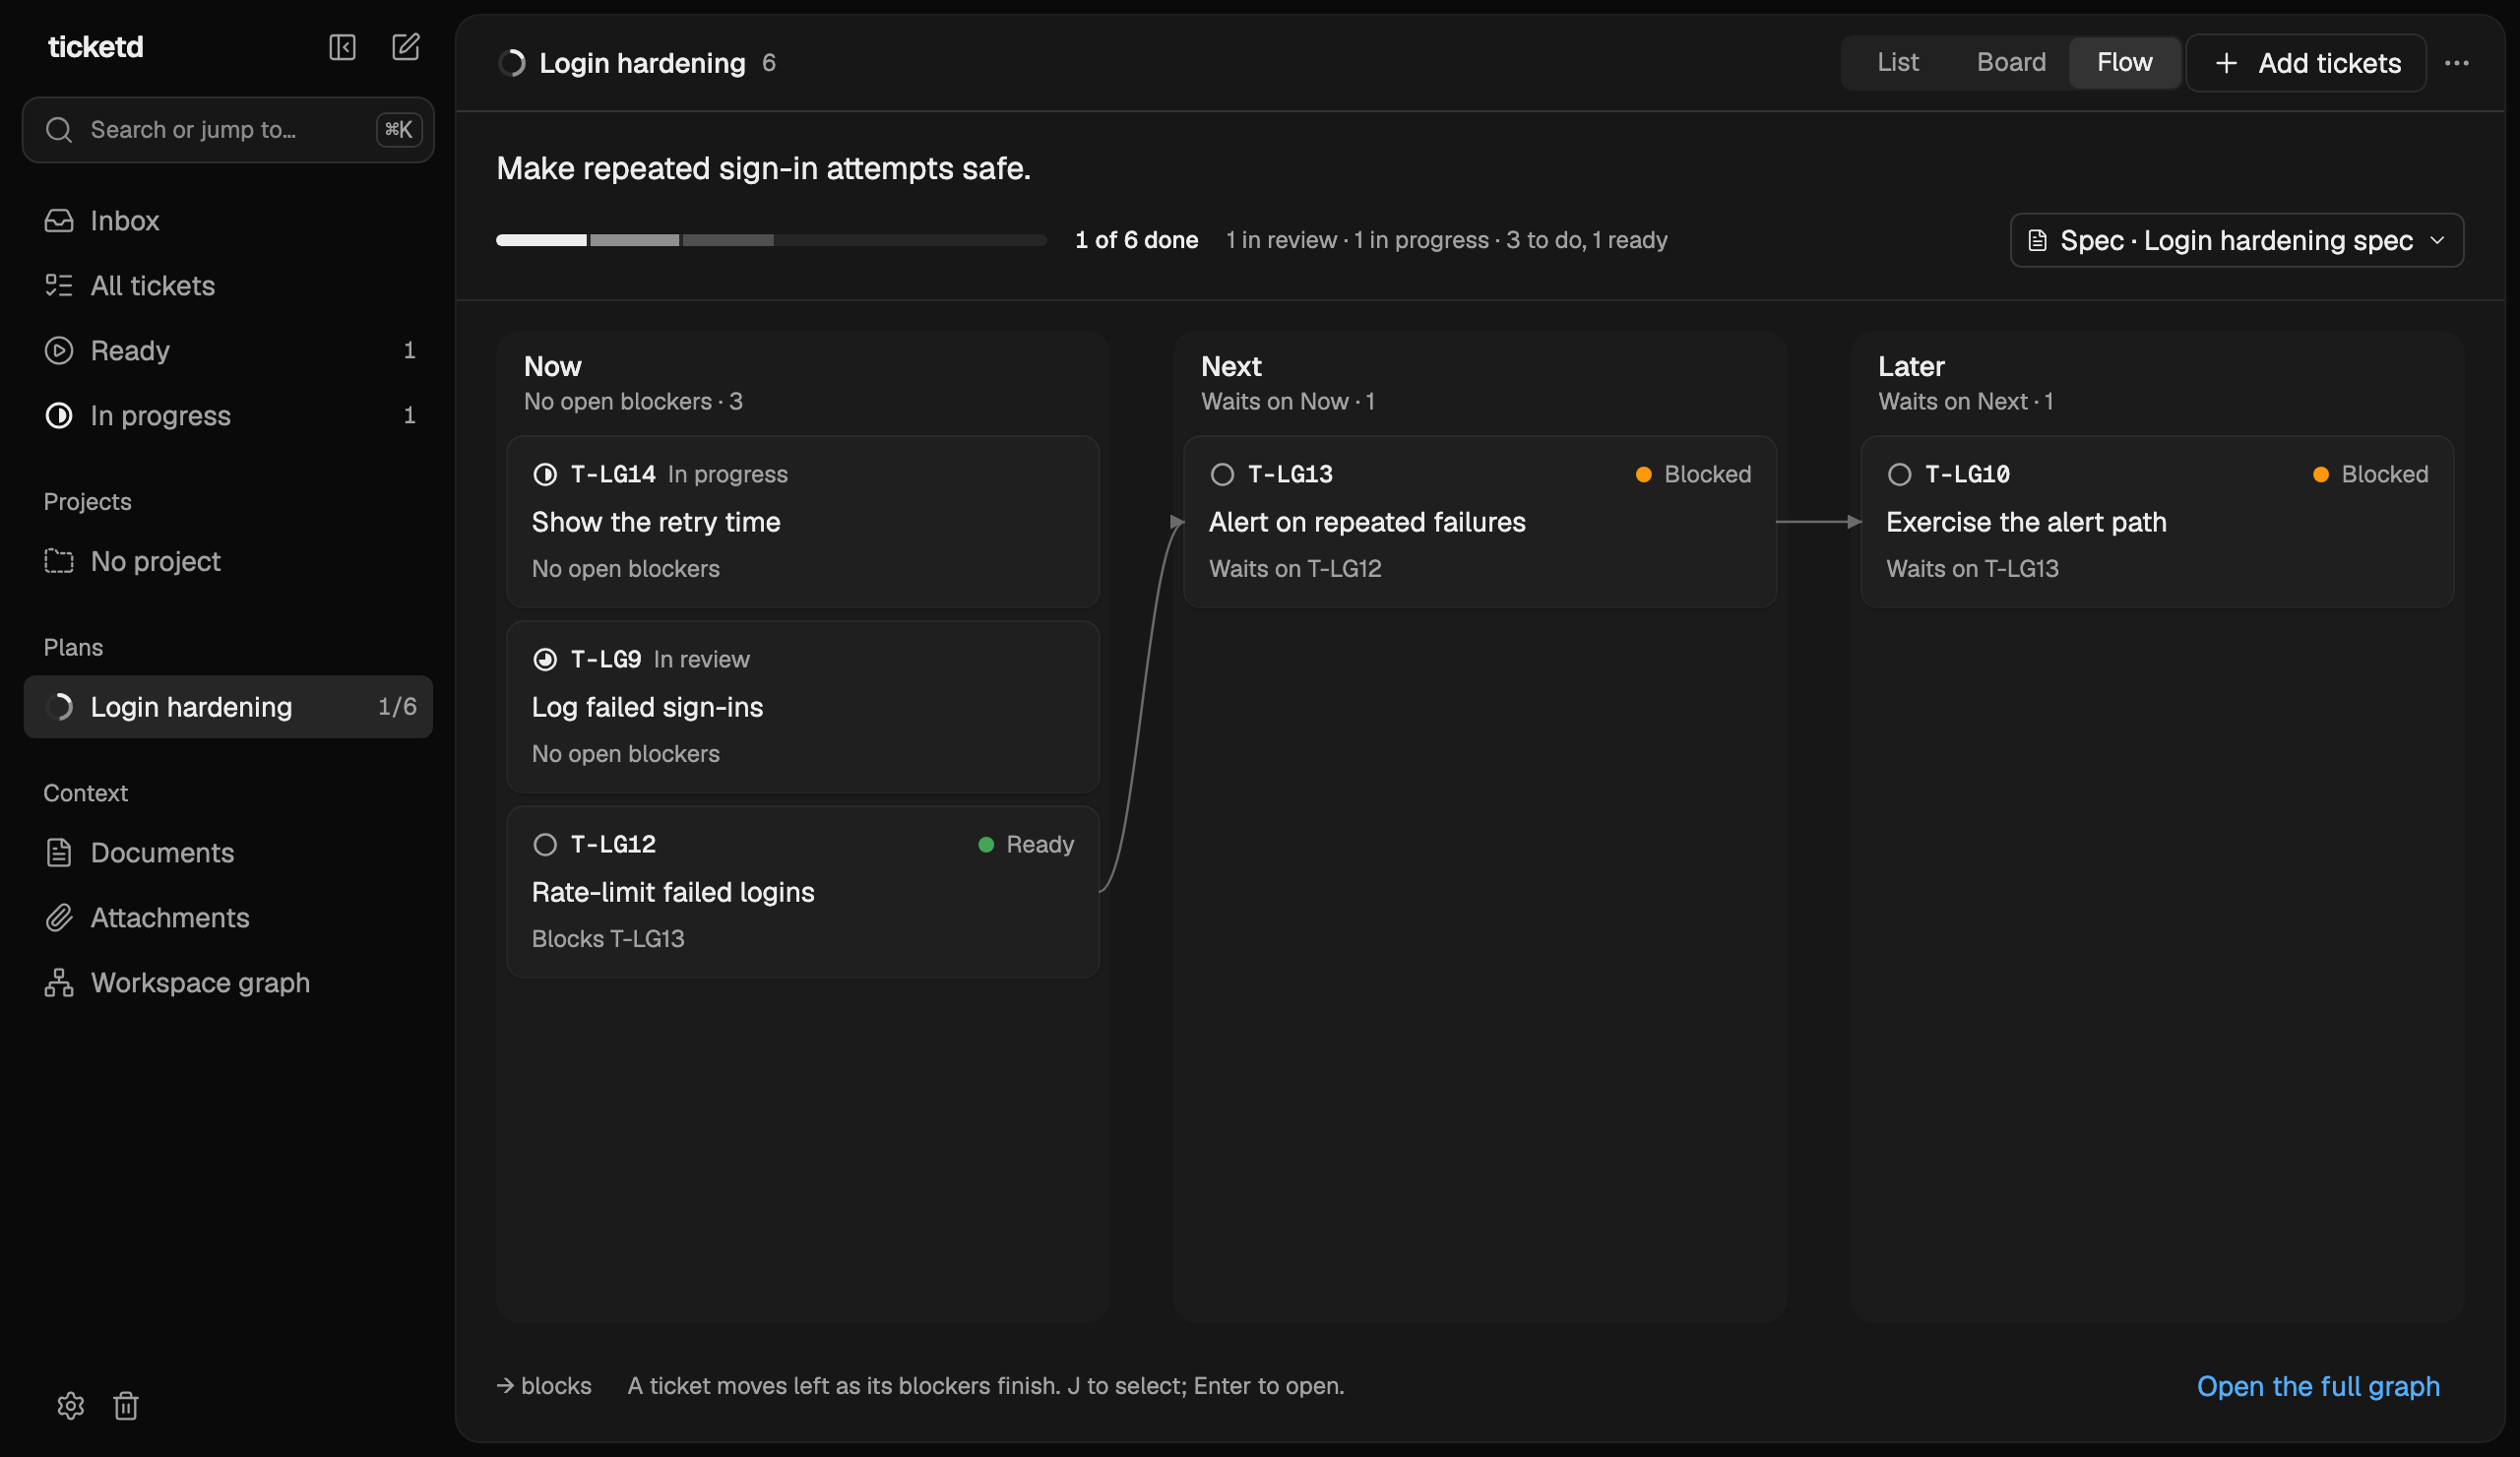 ticketd
Search or jump to...
⌘K
Inbox
All tickets
Ready 1
In progress 1
Projects
No project
Plans
Login hardening 1/6
Context
Documents
Attachments
Workspace graph
Login hardening 6
List Board Flow + Add tickets
Make repeated sign-in attempts safe.
1 of 6 done 1 in review · 1 in progress · 3 to do, 1 ready
Spec · Login hardening spec
Now
No open blockers · 3
T-LG14 In progress
Show the retry time
No open blockers
T-LG9 In review
Log failed sign-ins
No open blockers
T-LG12 Ready
Rate-limit failed logins
Blocks T-LG13
Next
Waits on Now · 1
T-LG13 Blocked
Alert on repeated failures
Waits on T-LG12
Later
Waits on Next · 1
T-LG10 Blocked
Exercise the alert path
Waits on T-LG13
→ blocks A ticket moves left as its blockers finish. J to select; Enter to open.
Open the full graph